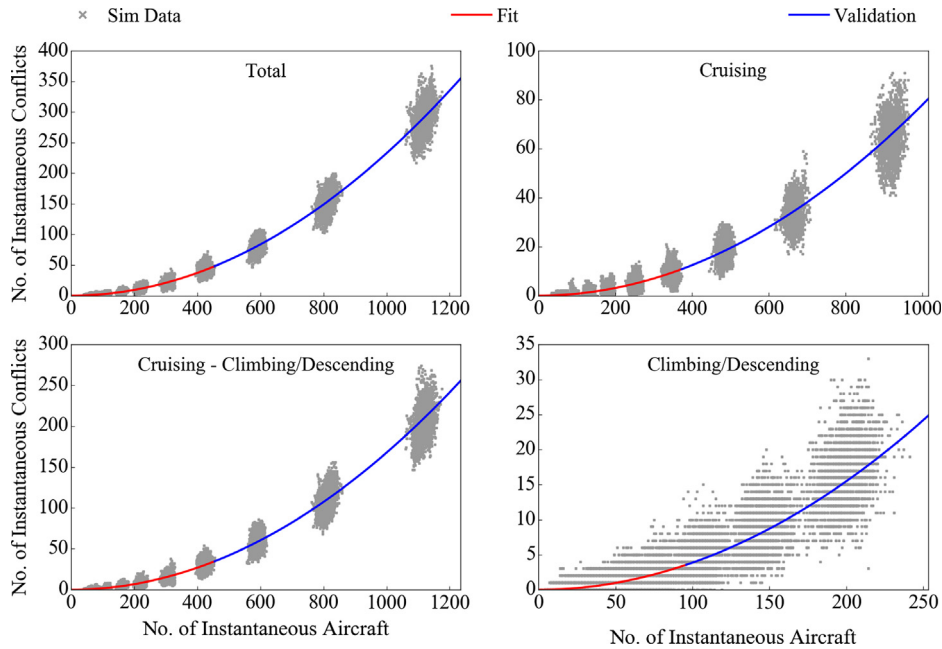 Sim Data Fit Validation
Total
No. of Instantaneous Conflicts
400
350
300
250
200
150
100
50
0
0 200 400 600 800 1000 1200
Cruising
100
80
60
40
20
0
0 200 400 600 800 1000
Cruising - Climbing/Descending
No. of Instantaneous Conflicts
300
250
200
150
100
50
0
0 200 400 600 800 1000 1200
No. of Instantaneous Aircraft
Climbing/Descending
35
30
25
20
15
10
5
0
0 50 100 150 200 250
No. of Instantaneous Aircraft